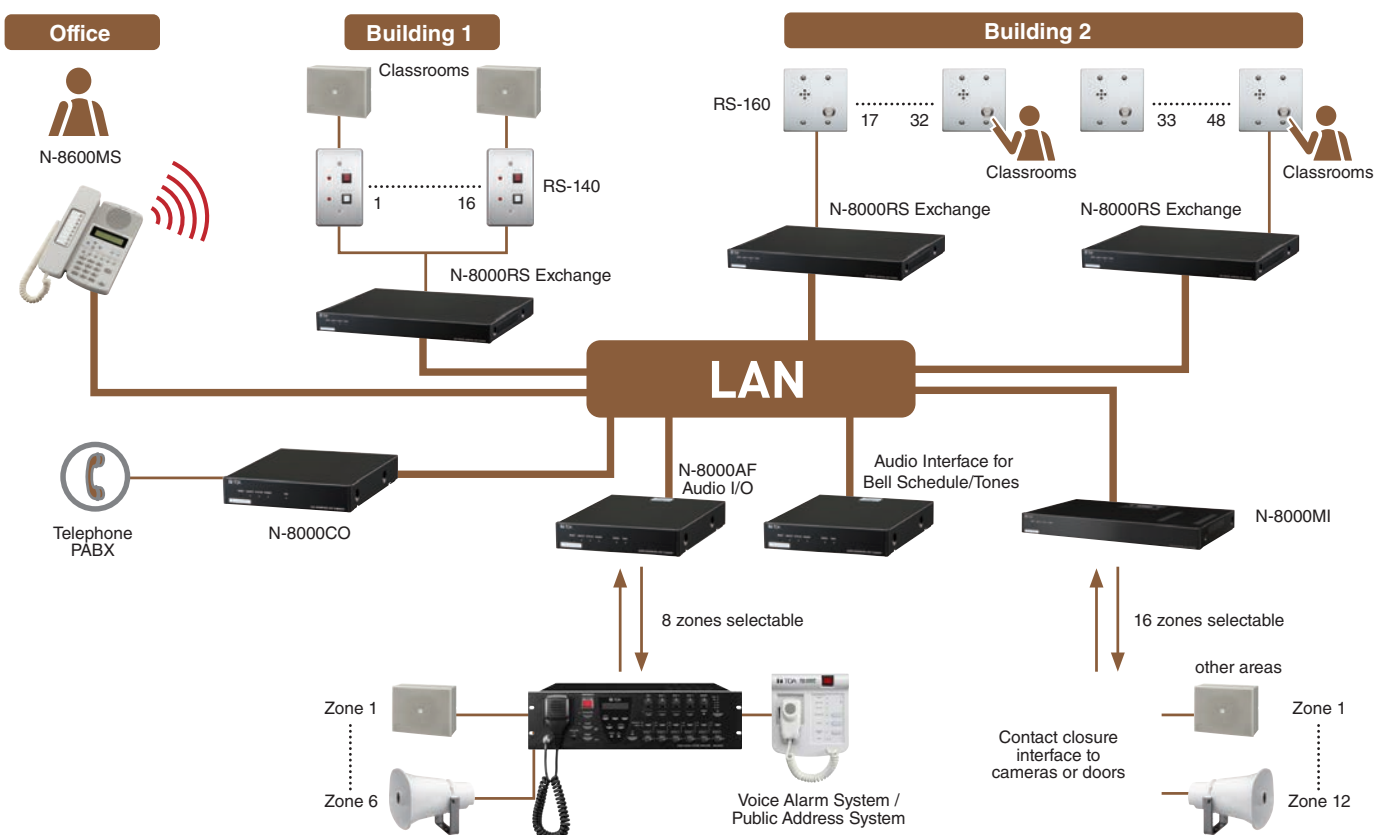 Office
Building 1
Building 2
N-8600MS
Classrooms
1
16
RS-140
N-8000RS Exchange
RS-160
17
32
33
48
Classrooms
Classrooms
N-8000RS Exchange
N-8000RS Exchange
LAN
Telephone
PABX
N-8000CO
N-8000AF
Audio I/O
Audio Interface for
Bell Schedule/Tones
N-8000MI
8 zones selectable
16 zones selectable
Zone 1
Zone 6
TOA
TOA
Voice Alarm System /
Public Address System
Contact closure
interface to
cameras or doors
other areas
Zone 1
Zone 12